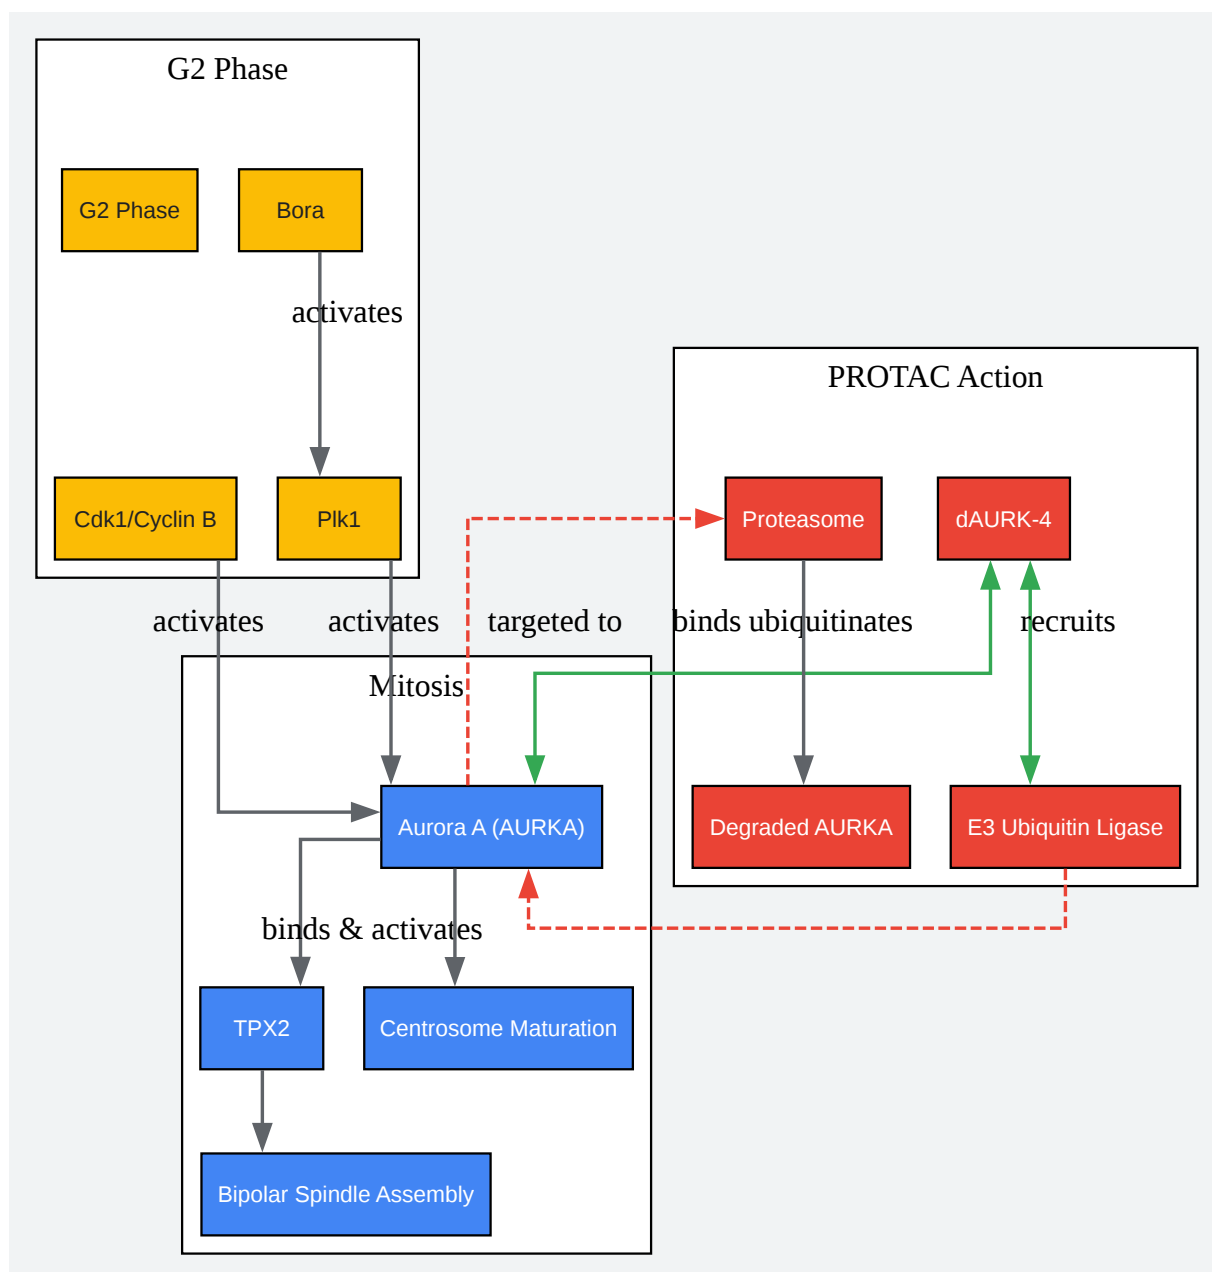 G2 Phase
G2 Phase
Bora
activates
PROTAC Action
Cdk1/Cyclin B
Plk1
Proteasome
dAURK-4
activates
activates
targeted to
binds
ubiquitinates
recruits
Mitosis
Aurora A (AURKA)
Degraded AURKA
E3 Ubiquitin Ligase
binds & activates
TPX2
Centrosome Maturation
Bipolar Spindle Assembly